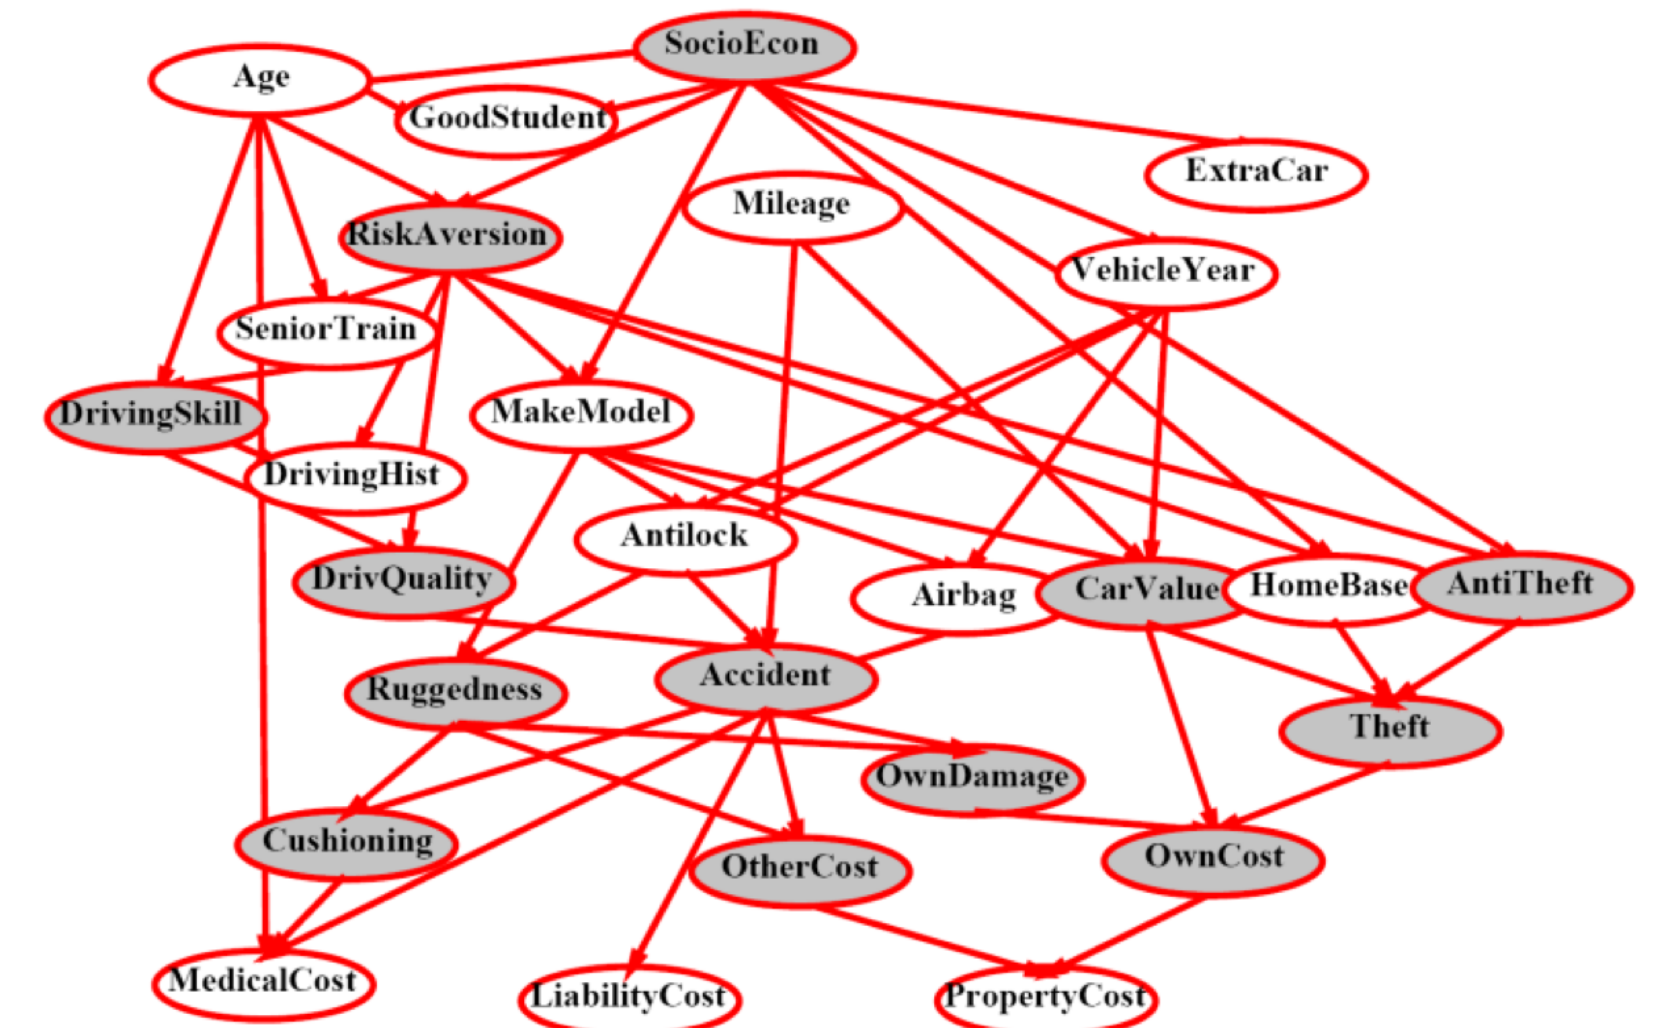 SocioEcon
Age
GoodStudent
ExtraCar
Mileage
RiskAversion
VehicleYear
SeniorTrain
DrivingSkill
MakeModel
DrivingHist
Antilock
DrivQuality
Airbag
CarValue
HomeBase
AntiTheft
Ruggedness
Accident
Theft
OwnDamage
Cushioning
OtherCost
OwnCost
MedicalCost
LiabilityCost
PropertyCost